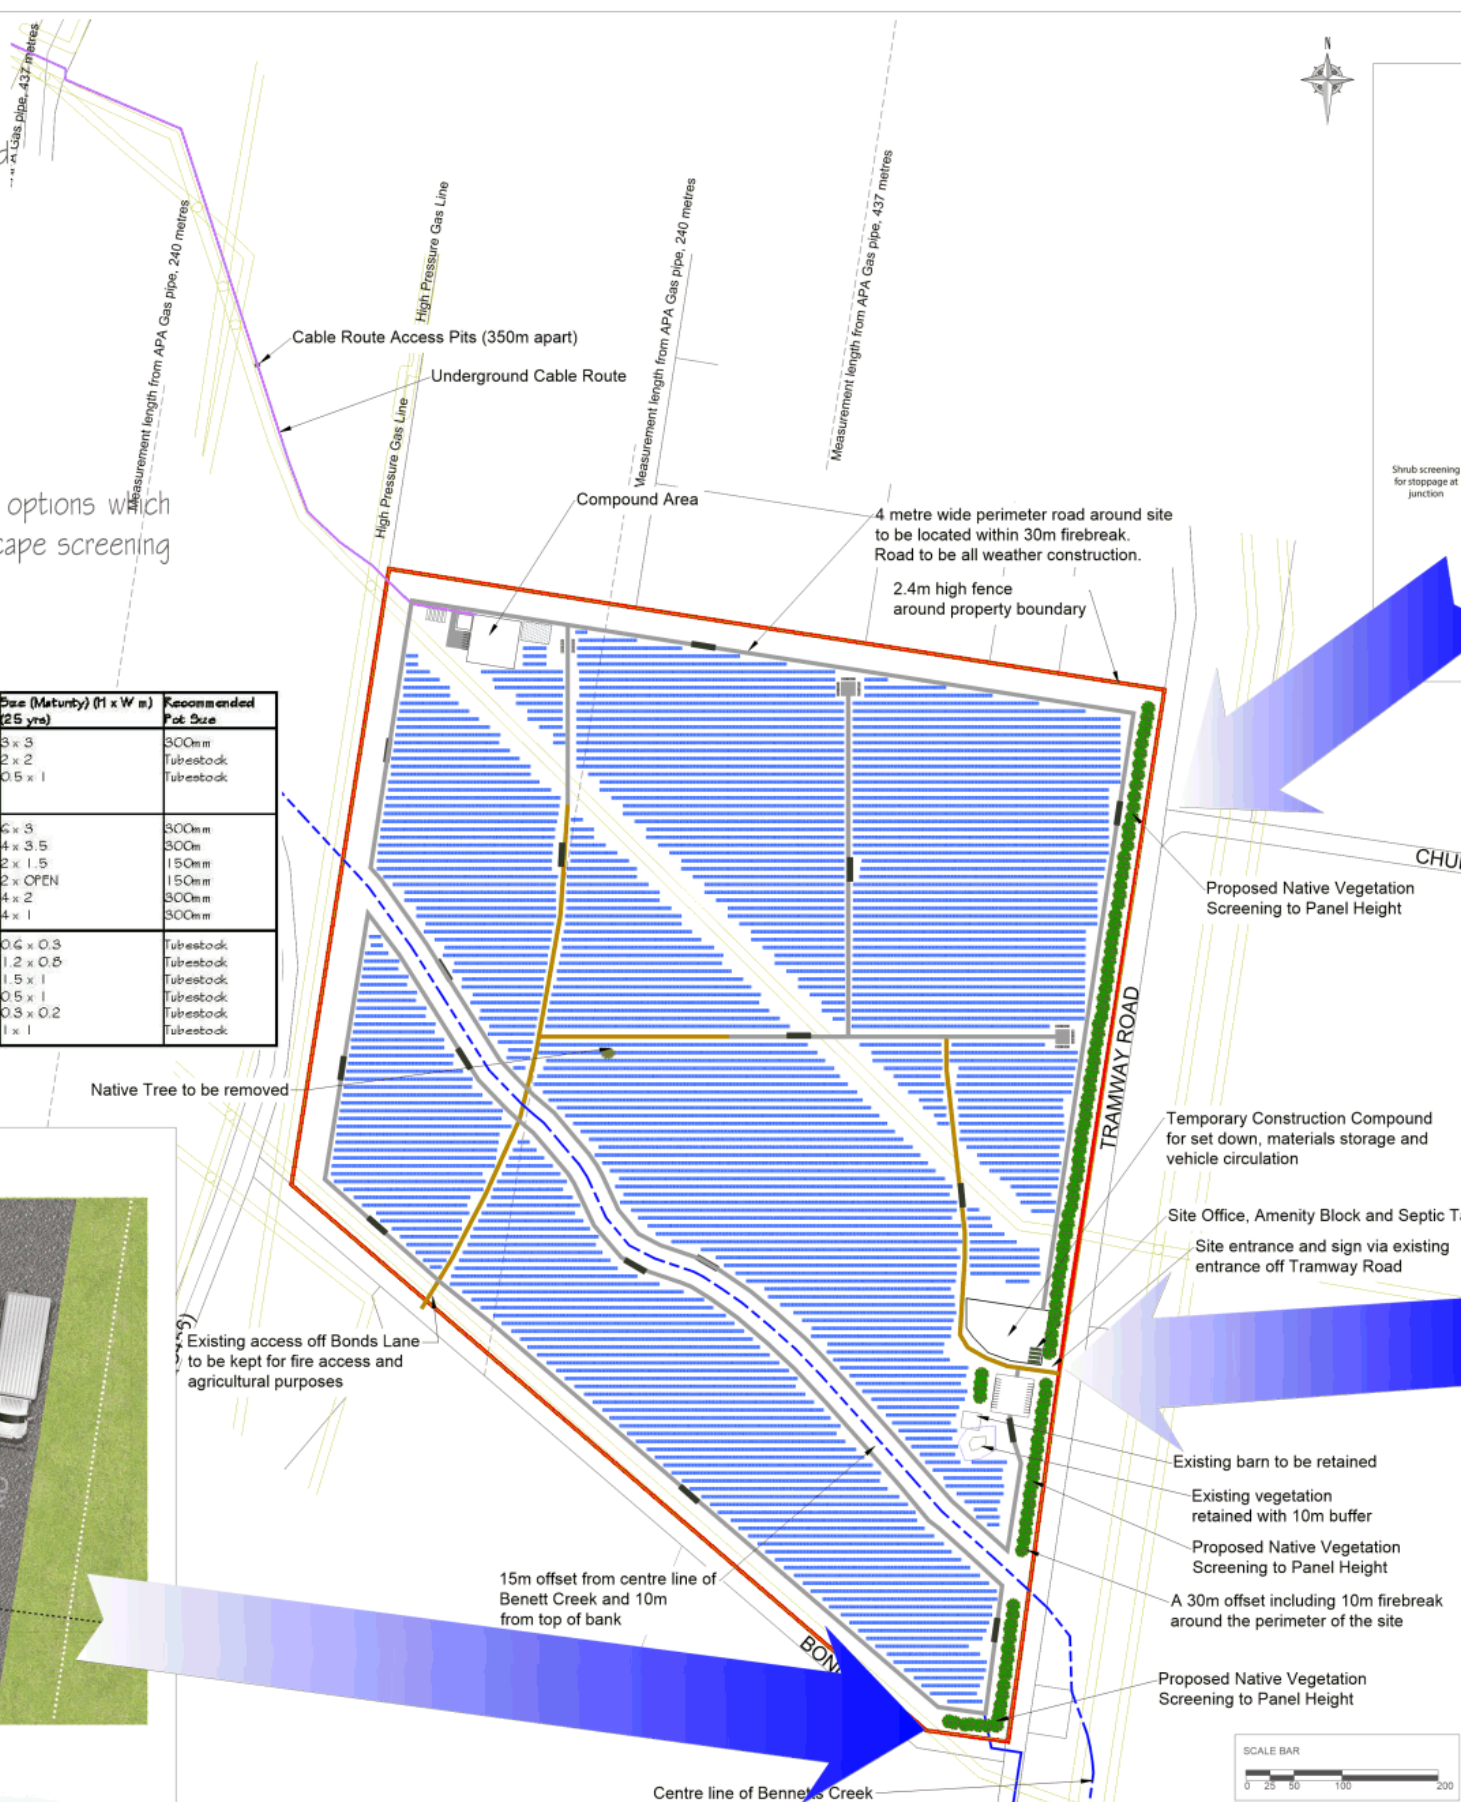 N
Gas pipe, 437 metres
Measurement length from APA Gas pipe, 240 metres
High Pressure Gas Line
High Pressure Gas Line
Measurement length from APA Gas pipe, 240 metres
Measurement length from APA Gas pipe, 437 metres
Cable Route Access Pits (350m apart)
Underground Cable Route
Shrub screening
for stoppage at
junction
options which
cape screening
Compound Area
4 metre wide perimeter road around site
to be located within 30m firebreak.
Road to be all weather construction.
2.4m high fence
around property boundary
Size (Maturity) (H x W m) Recommended
(25 yrs) Pot Size
3 x 3 300mm
2 x 2 Tubestock
0.5 x 1 Tubestock
6 x 3 300mm
4 x 3.5 300m
2 x 1.5 150mm
2 x OPEN 150mm
4 x 2 300mm
4 x 1 300mm
0.6 x 0.3 Tubestock
1.2 x 0.8 Tubestock
1.5 x 1 Tubestock
0.5 x 1 Tubestock
0.3 x 0.2 Tubestock
1 x 1 Tubestock
CHU
Proposed Native Vegetation
Screening to Panel Height
TRAMWAY ROAD
Native Tree to be removed
Temporary Construction Compound
for set down, materials storage and
vehicle circulation
Site Office, Amenity Block and Septic Ta
Site entrance and sign via existing
entrance off Tramway Road
Existing access off Bonds Lane
to be kept for fire access and
agricultural purposes
Existing barn to be retained
Existing vegetation
retained with 10m buffer
Proposed Native Vegetation
Screening to Panel Height
15m offset from centre line of
Benett Creek and 10m
from top of bank
A 30m offset including 10m firebreak
around the perimeter of the site
BON
Proposed Native Vegetation
Screening to Panel Height
SCALE BAR
0 25 50 100 200
Centre line of Bennetts Creek